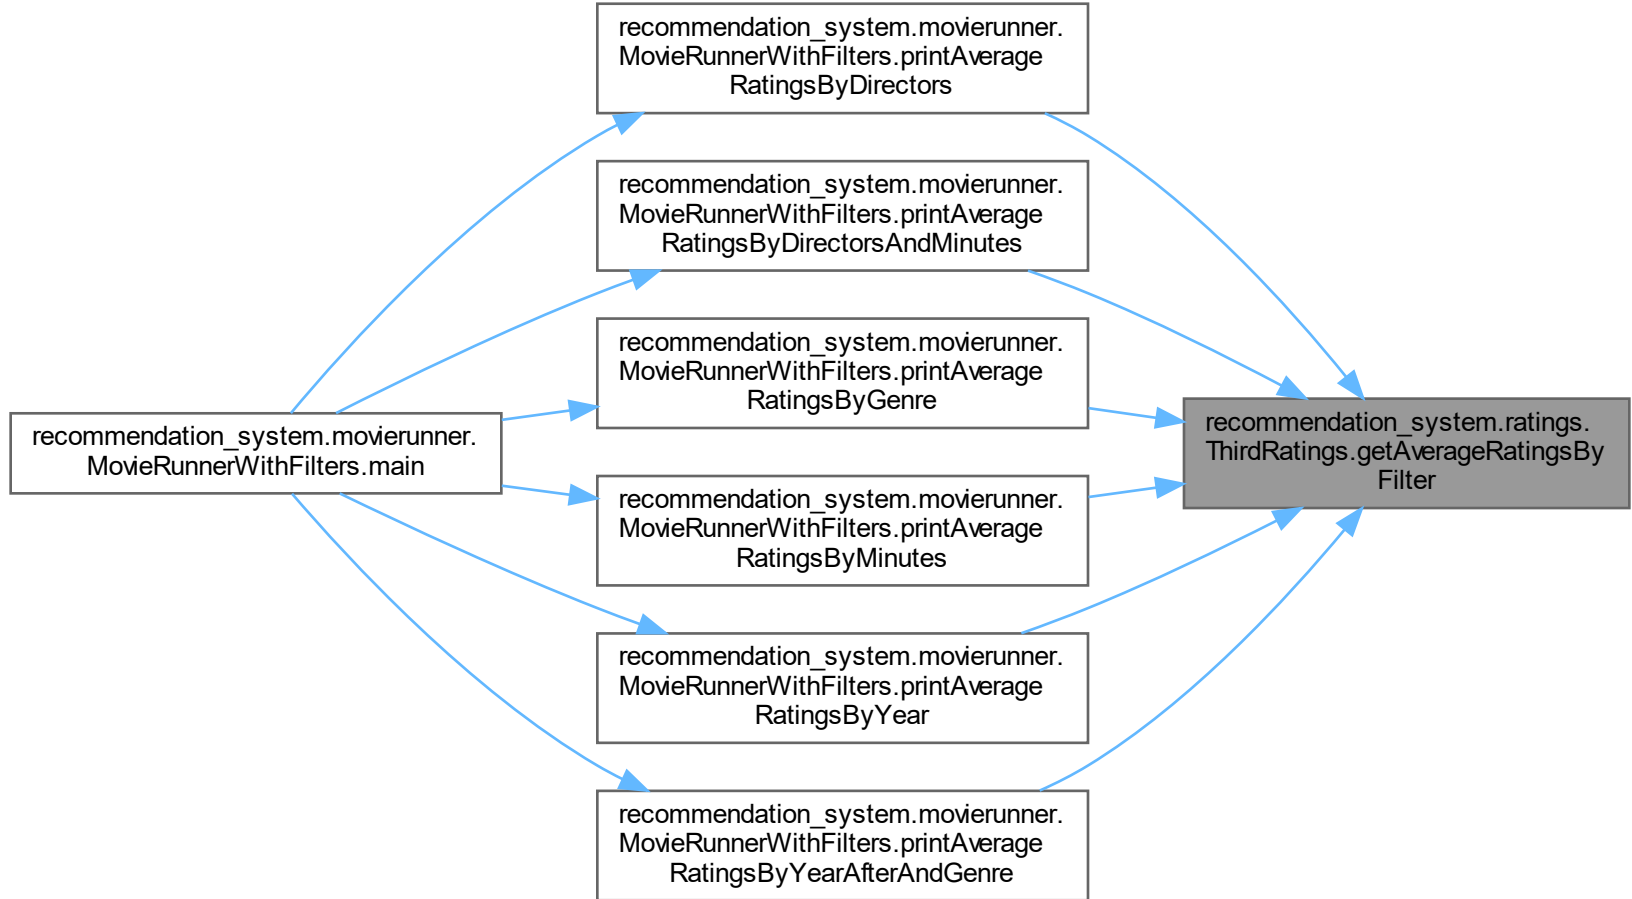 recommendation_system.movierunner.
MovieRunnerWithFilters.printAverage
RatingsByDirectors
recommendation_system.movierunner.
MovieRunnerWithFilters.printAverage
RatingsByDirectorsAndMinutes
recommendation_system.movierunner.
MovieRunnerWithFilters.printAverage
RatingsByGenre
recommendation_system.movierunner.
MovieRunnerWithFilters.main
recommendation_system.ratings.
ThirdRatings.getAverageRatingsBy
Filter
recommendation_system.movierunner.
MovieRunnerWithFilters.printAverage
RatingsByMinutes
recommendation_system.movierunner.
MovieRunnerWithFilters.printAverage
RatingsByYear
recommendation_system.movierunner.
MovieRunnerWithFilters.printAverage
RatingsByYearAfterAndGenre